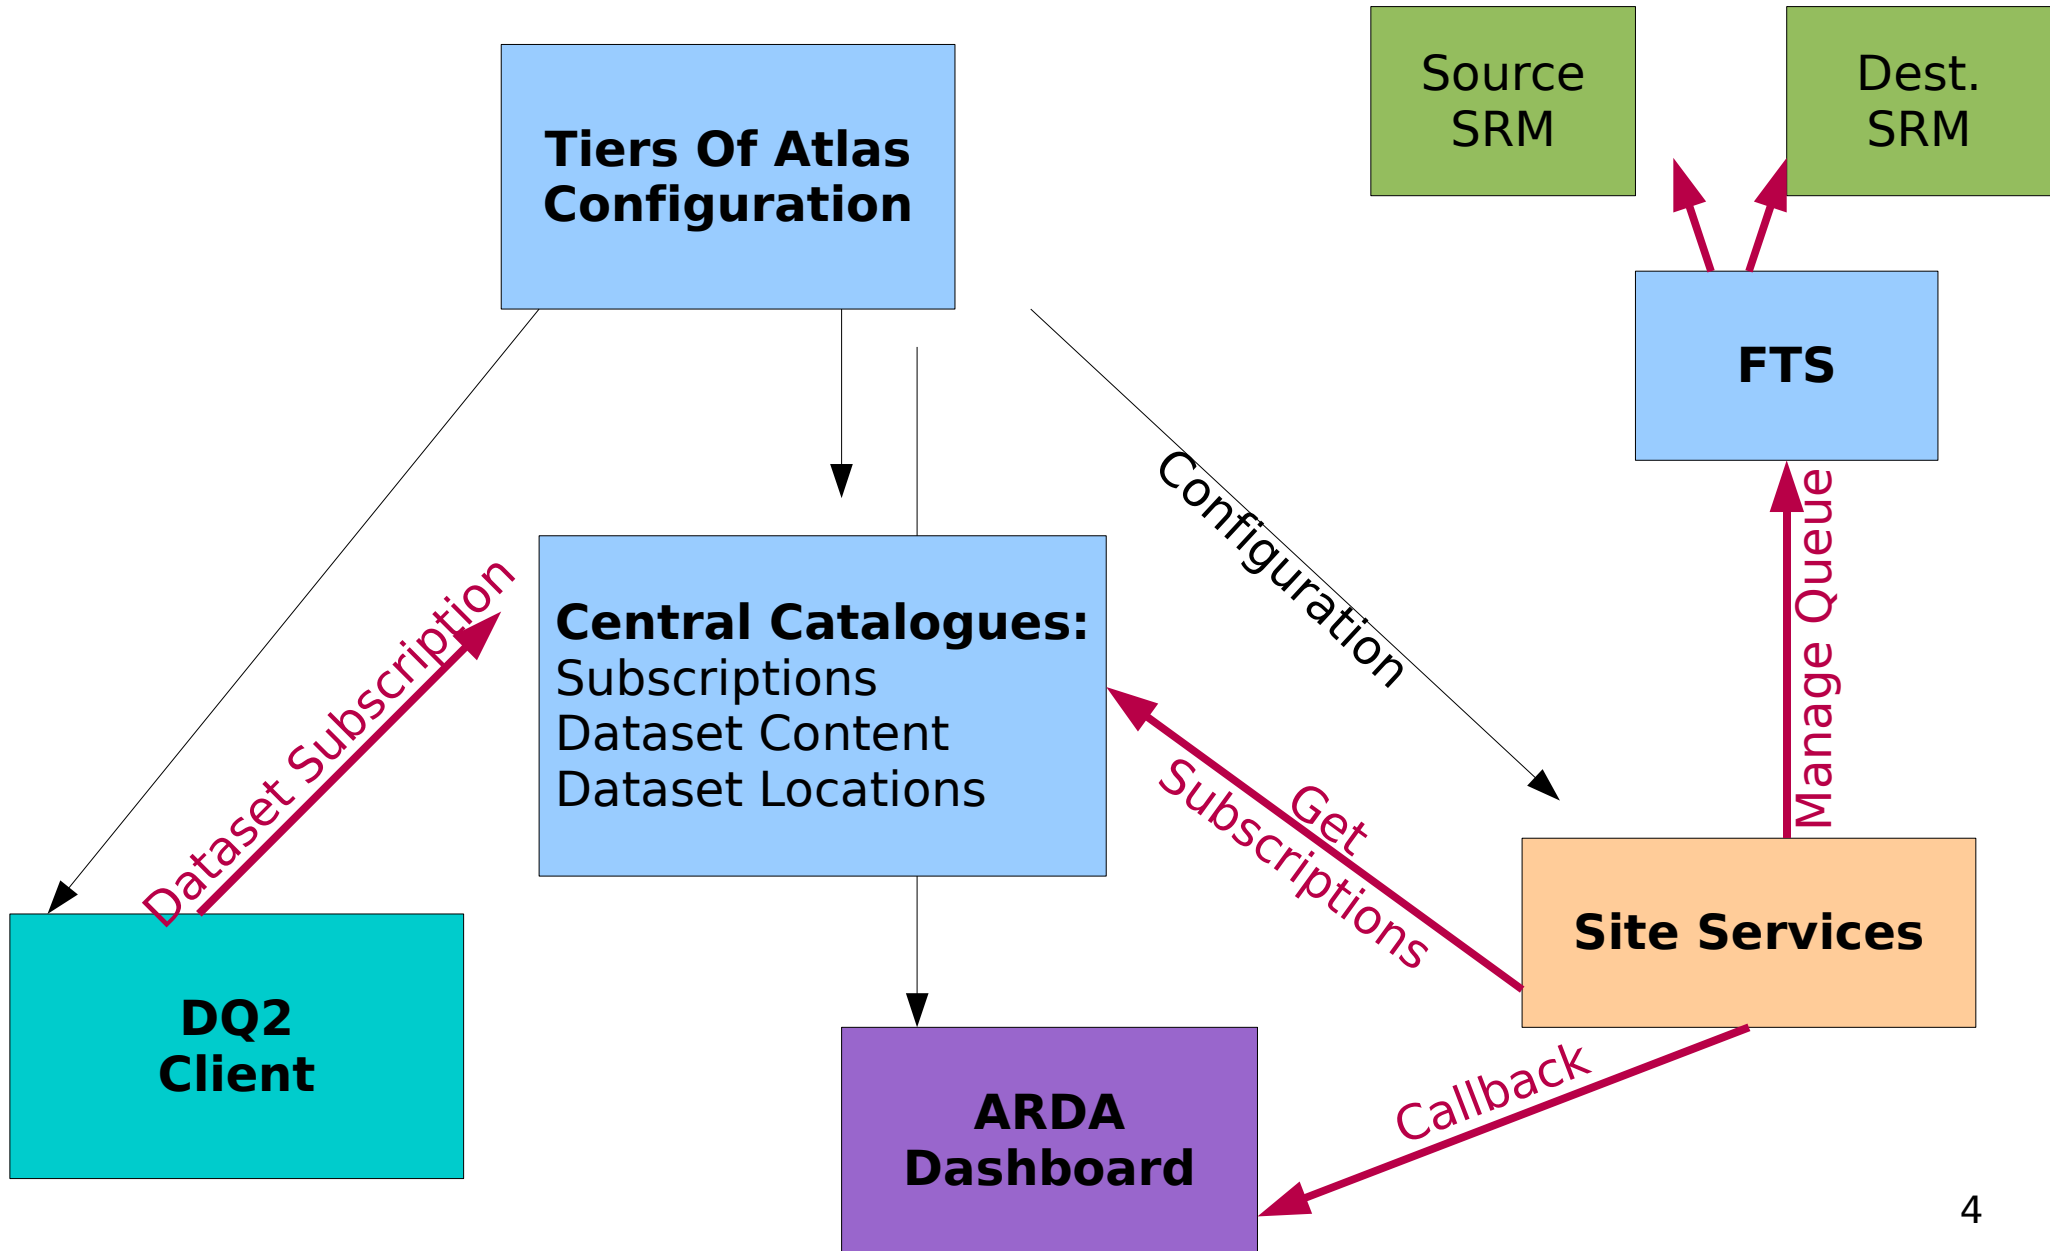 Tiers Of Atlas
Configuration
Source
SRM
Dest.
SRM
FTS
Configuration
Manage Queue
Dataset Subscription
Central Catalogues:
Subscriptions
Dataset Content
Dataset Locations
Get
Subscriptions
Site Services
DQ2
Client
Callback
ARDA
Dashboard
4